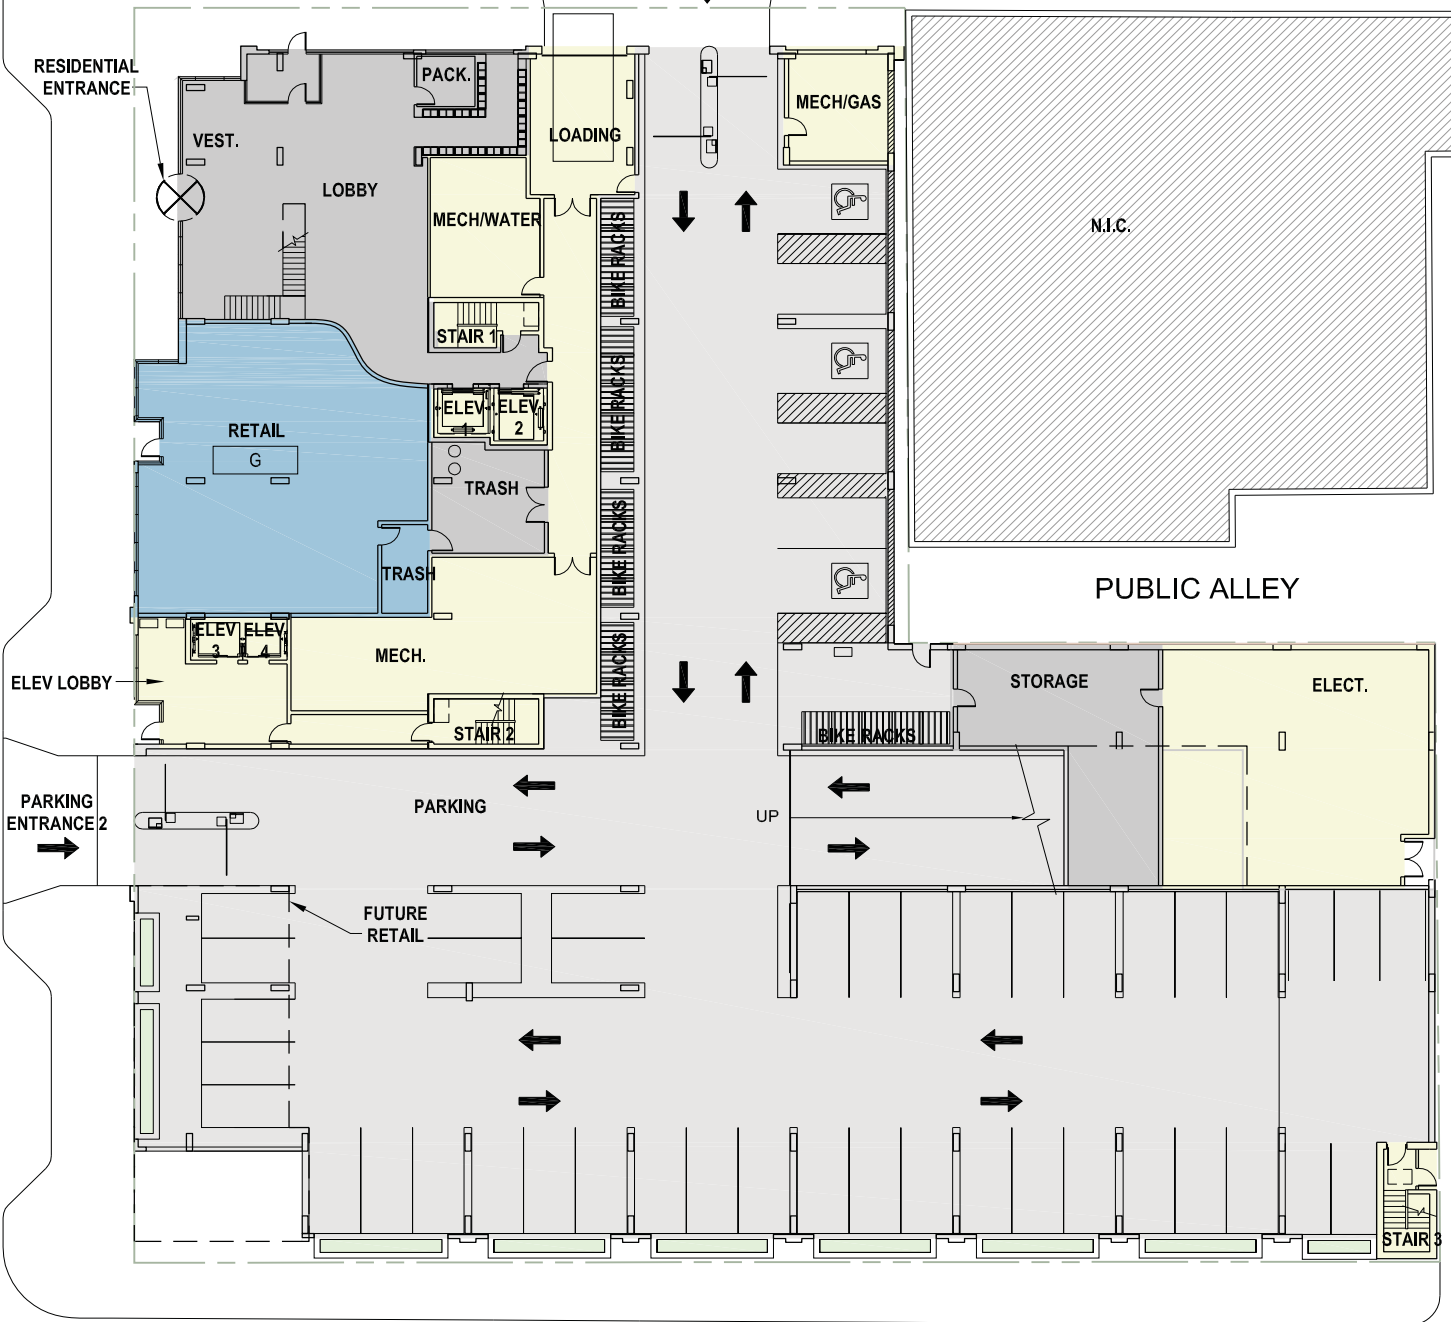 RESIDENTIAL
ENTRANCE
PACK.
VEST.
LOADING
MECH/GAS
LOBBY
MECH/WATER
N.I.C.
BIKE RACKS
STAIR 1
BIKE RACKS
ELEV
1
ELEV
2
RETAIL
G
TRASH
BIKE RACKS
TRASH
PUBLIC ALLEY
ELEV
3
ELEV
4
MECH.
BIKE RACKS
ELEV LOBBY
STORAGE
ELECT.
STAIR 2
BIKE RACKS
PARKING
ENTRANCE 2
PARKING
UP
FUTURE
RETAIL
STAIR 3